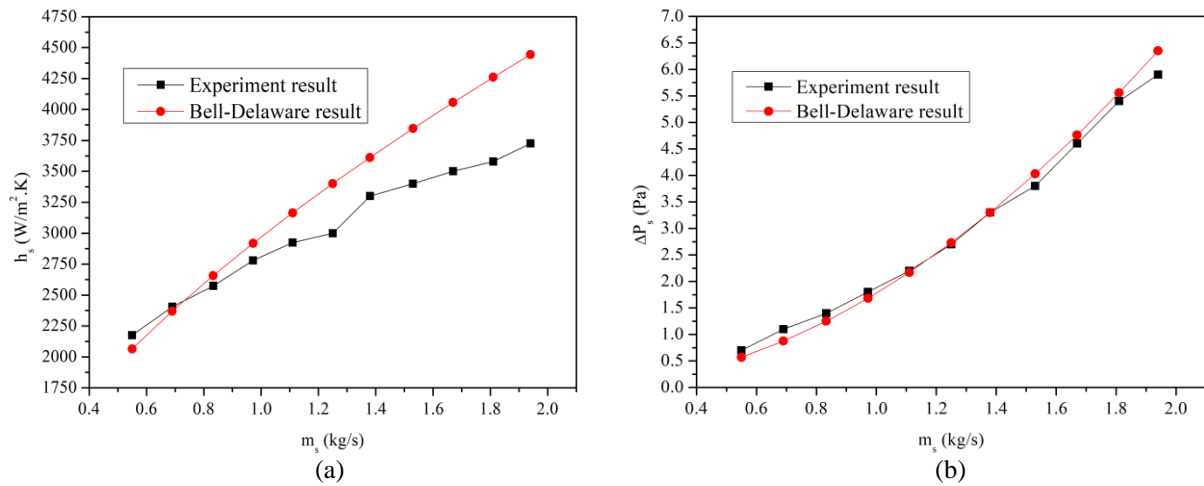 4750
4500
4250
4000
3750
3500
3250
3000
2750
2500
2250
2000
1750
h_s (W/m².K)
Experiment result
Bell-Delaware result
0.4 0.6 0.8 1.0 1.2 1.4 1.6 1.8 2.0
m_s (kg/s)
(a)
7.0
6.5
6.0
5.5
5.0
4.5
4.0
3.5
3.0
2.5
2.0
1.5
1.0
0.5
0.0
ΔP_s (Pa)
Experiment result
Bell-Delaware result
0.4 0.6 0.8 1.0 1.2 1.4 1.6 1.8 2.0
m_s (kg/s)
(b)